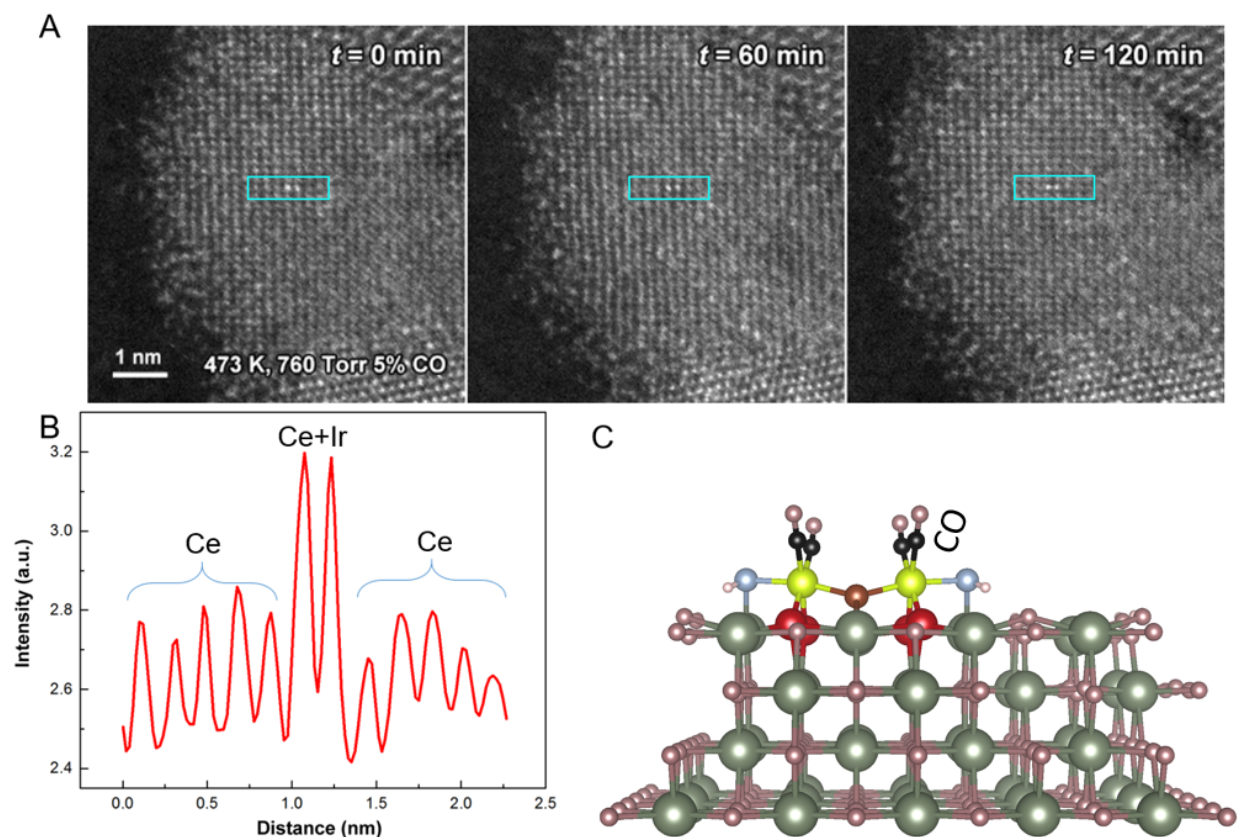 A
t = 0 min
t = 60 min
t = 120 min
1 nm
473 K, 760 Torr 5% CO
B
Ce+Ir
Ce
Ce
3.2
3.0
2.8
2.6
2.4
Intensity (a.u.)
0.0 0.5 1.0 1.5 2.0 2.5
Distance (nm)
C
CO